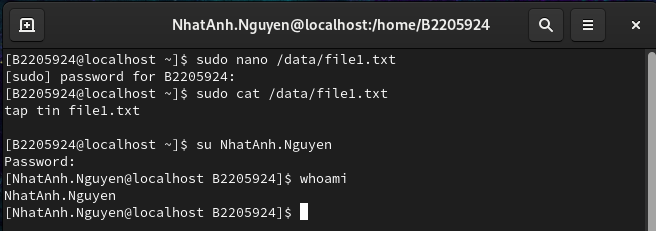 NhatAnh.Nguyen@localhost:/home/B2205924
[B2205924@localhost ~]$ sudo nano /data/file1.txt
[sudo] password for B2205924:
[B2205924@localhost ~]$ sudo cat /data/file1.txt
tap tin file1.txt
[B2205924@localhost ~]$ su NhatAnh.Nguyen
Password:
[NhatAnh.Nguyen@localhost B2205924]$ whoami
NhatAnh.Nguyen
[NhatAnh.Nguyen@localhost B2205924]$